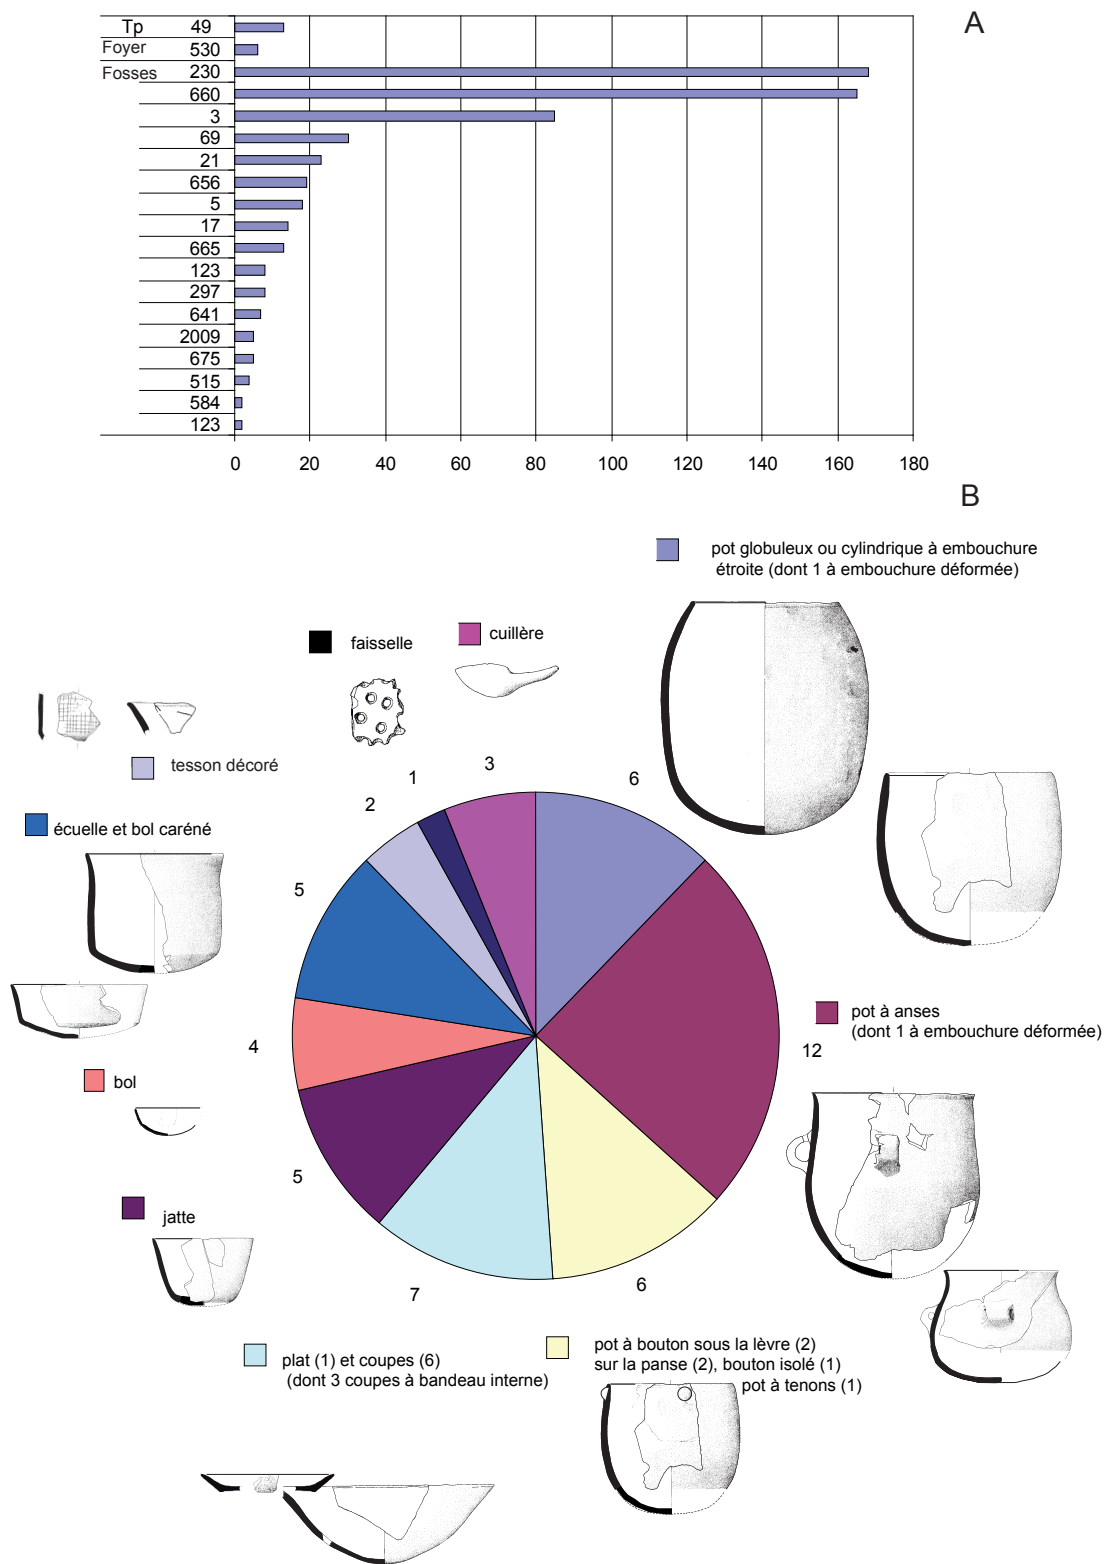 A
Tp 49
Foyer 530
Fosses 230
660
3
69
21
656
5
17
665
123
297
641
2009
675
515
584
123
0 20 40 60 80 100 120 140 160 180
B
pot globuleux ou cylindrique à embouchure
étroite (dont 1 à embouchure déformée)
faisselle
cuillère
tesson décoré
écuelle et bol caréné
bol
jatte
plat (1) et coupes (6)
(dont 3 coupes à bandeau interne)
pot à bouton sous la lèvre (2)
sur la panse (2), bouton isolé (1)
pot à tenons (1)
pot à anses
(dont 1 à embouchure déformée)
6
12
6
7
5
4
5
2
1
3